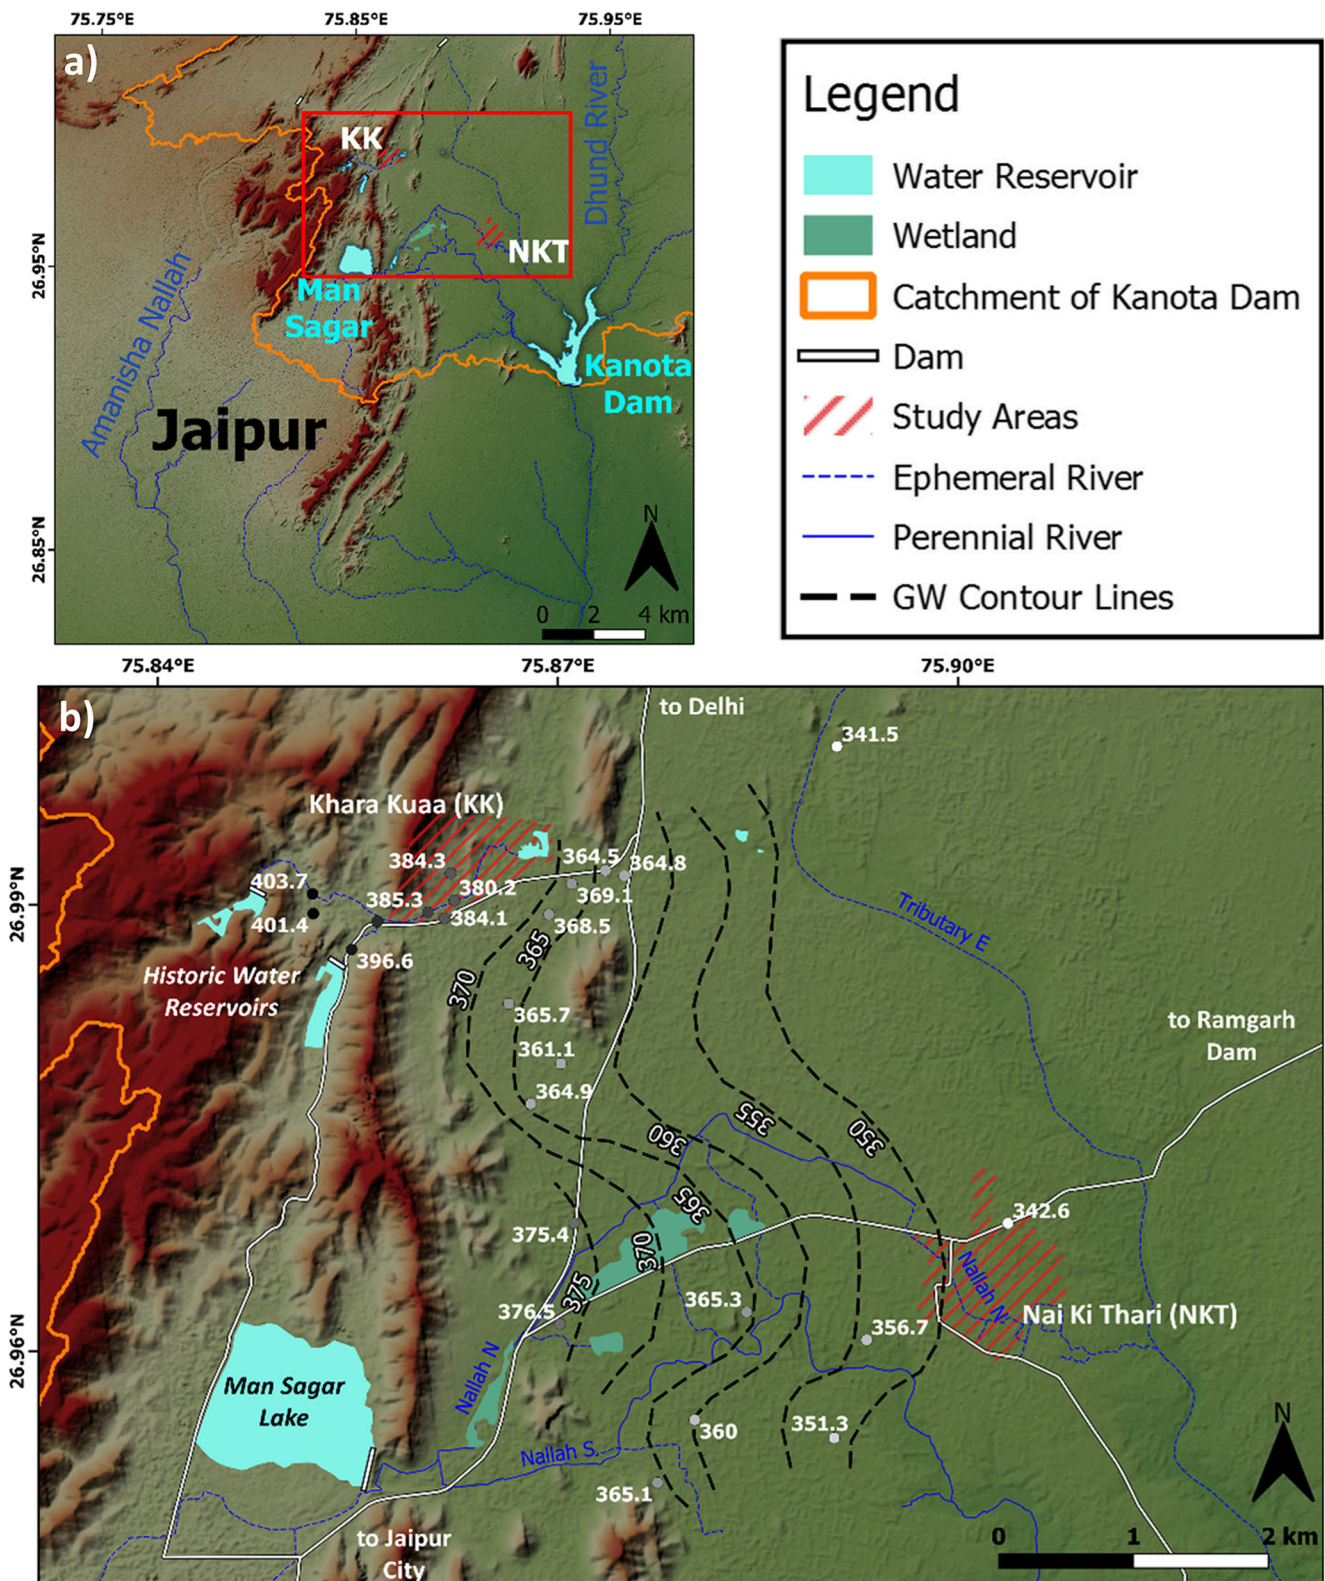 75.75°E
75.85°E
75.95°E
a)
KK
NKT
Dhund River
Man
Sagar
Kanota
Dam
Amanisha Nallah
Jaipur
26.95°N
26.85°N
N
0 2 4 km
Legend
Water Reservoir
Wetland
Catchment of Kanota Dam
Dam
Study Areas
Ephemeral River
Perennial River
GW Contour Lines
75.84°E
75.87°E
75.90°E
b)
to Delhi
341.5
Khara Kuaa (KK)
384.3
364.5
364.8
403.7
385.3
380.2
369.1
401.4
384.1
368.5
26.99°N
396.6
365
370
Historic Water
Reservoirs
Tributary E
365.7
to Ramgarh
Dam
361.1
364.9
360
355
350
365
375.4
370
342.6
375
376.5
365.3
356.7
Nallah N
Nai Ki Thari (NKT)
26.96°N
Man Sagar
Lake
Nallah N
360
351.3
Nallah S
365.1
to Jaipur
City
N
0 1 2 km